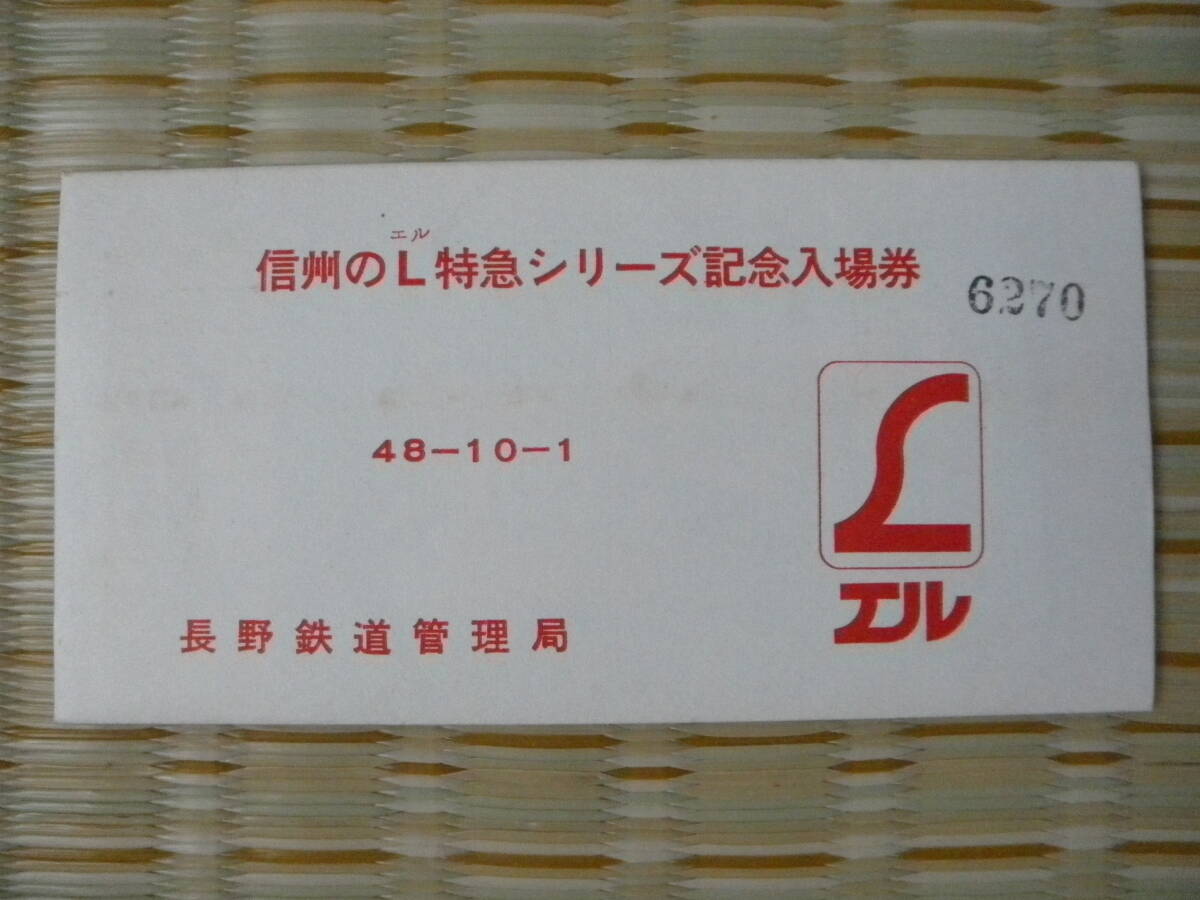 エル
信州のL特急シリーズ記念入場券
6270
48-10-1
L
エル
長野鉄道管理局